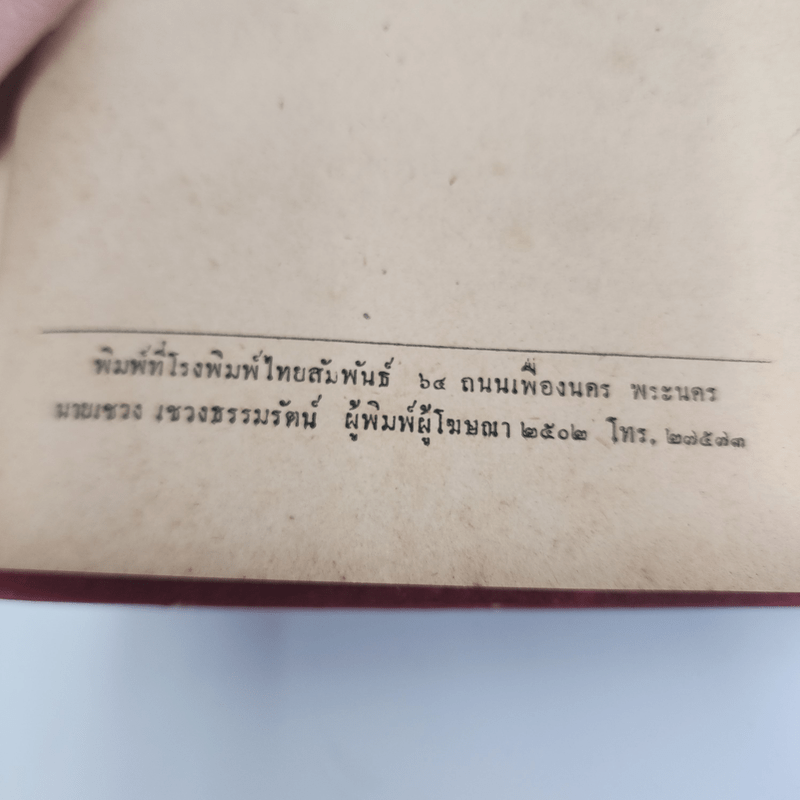 พิมพ์ที่โรงพิมพ์ไทยสัมพันธ์ ๖๔ ถนนเฟื่องนคร พระนคร
นายเชวง เชวงธรรมรัตน์ ผู้พิมพ์ผู้โฆษณา ๒๕๐๒ โทร. ๒๗๕๗๓